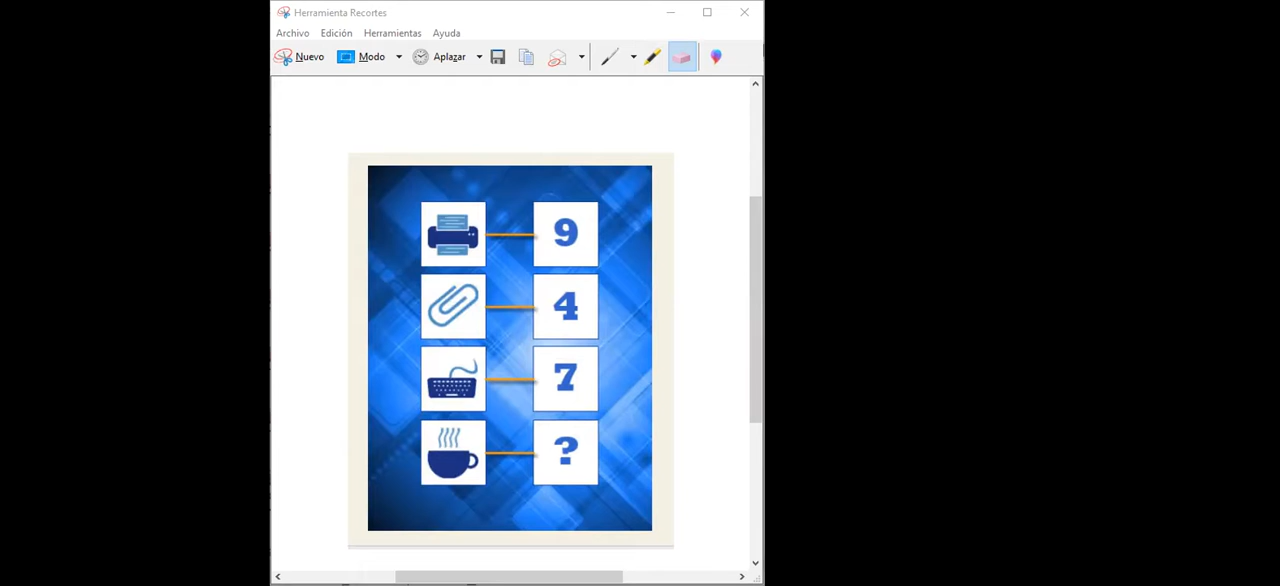 Herramienta Recortes
Archivo Edición Herramientas Ayuda
Nuevo Modo Aplazar
9
4
7
?